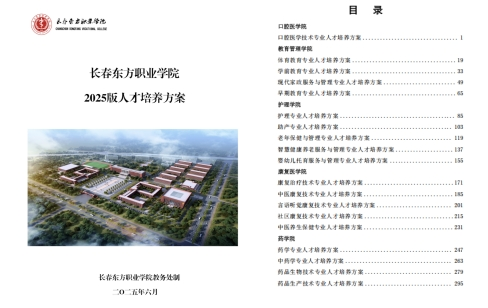 长春东方职业学院
CHANGCHUN DONGFANG VOCATIONAL COLLEGE
长春东方职业学院
2025版人才培养方案
长春东方职业学院教务处制
二〇二五年六月
目 录
口腔医学院
口腔医学技术专业人才培养方案 1
教育管理学院
体育教育专业人才培养方案 19
学前教育专业人才培养方案 33
现代家政服务与管理专业人才培养方案 49
早期教育专业人才培养方案 65
护理学院
护理专业人才培养方案 85
助产专业人才培养方案 103
老年保健与管理专业人才培养方案 119
智慧健康养老服务与管理专业人才培养方案 137
婴幼儿托育服务与管理专业人才培养方案 155
康复医学院
康复治疗技术专业人才培养方案 171
中医康复技术专业人才培养方案 185
言语听觉康复技术专业人才培养方案 201
社区康复技术专业人才培养方案 215
中医养生保健专业人才培养方案 231
药学院
药学专业人才培养方案 247
中药学专业人才培养方案 263
药品生物技术专业人才培养方案 279
药品生产技术专业人才培养方案 295